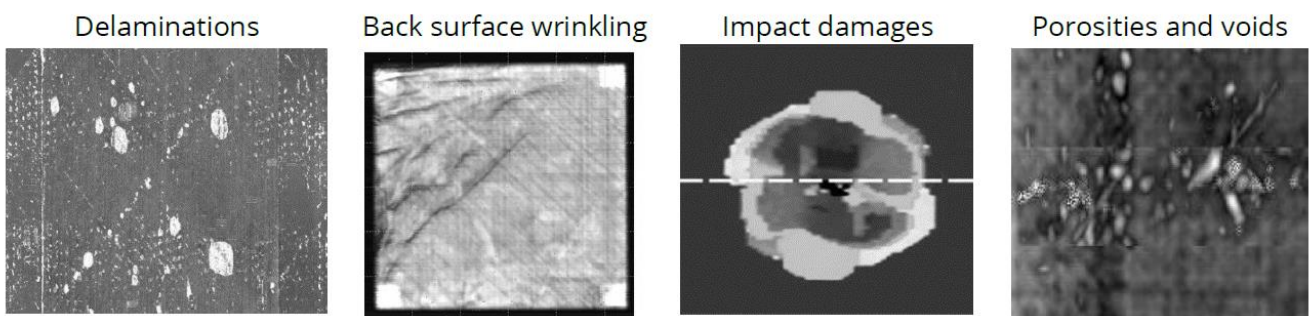 Delaminations
Back surface wrinkling
Impact damages
Porosities and voids